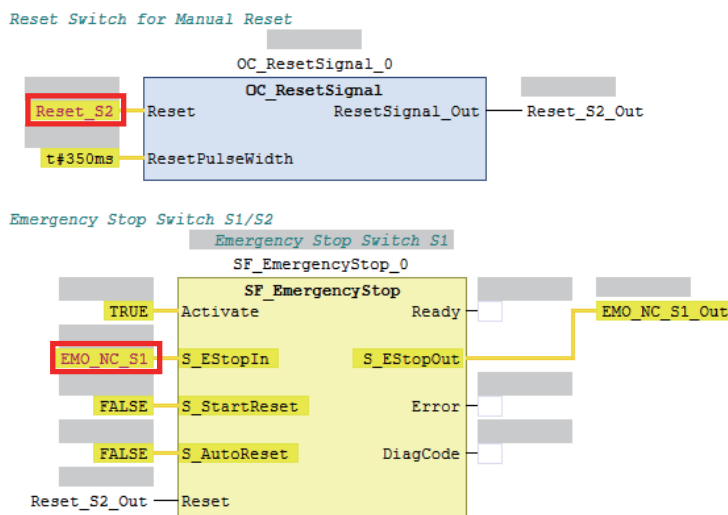 Reset Switch for Manual Reset
OC_ResetSignal_0
OC_ResetSignal
Reset_S2 Reset ResetSignal_Out Reset_S2_Out
t#350ms ResetPulseWidth
Emergency Stop Switch S1/S2
Emergency Stop Switch S1
SF_EmergencyStop_0
SF_EmergencyStop
TRUE Activate Ready EMO_NC_S1_Out
EMO_NC_S1 S_EStopIn S_EStopOut
FALSE S_StartReset Error
FALSE S_AutoReset DiagCode
Reset_S2_Out Reset